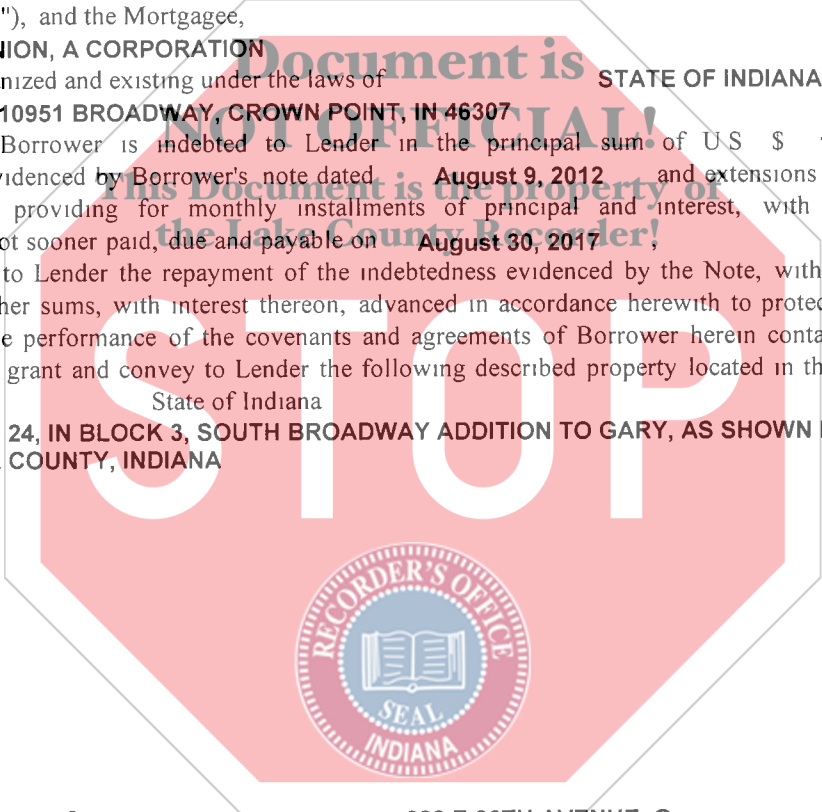 "), and the Mortgagee,
NION, A CORPORATION
Document is
nized and existing under the laws of STATE OF INDIANA
10951 BROADWAY, CROWN POINT, IN 46307
NOT OFFICIAL!
Borrower is indebted to Lender in the principal sum of U S $
videnced by Borrower's note dated August 9, 2012 and extensions
This Document is the property of
providing for monthly installments of principal and interest, with
ot sooner paid, due and payable on August 30, 2017 ,
the Lake County Recorder!
to Lender the repayment of the indebtedness evidenced by the Note, with
her sums, with interest thereon, advanced in accordance herewith to protec
e performance of the covenants and agreements of Borrower herein conta
grant and convey to Lender the following described property located in th
State of Indiana
24, IN BLOCK 3, SOUTH BROADWAY ADDITION TO GARY, AS SHOWN
COUNTY, INDIANA
STOP
RECORDER'S OFFICE
SEAL
INDIANA